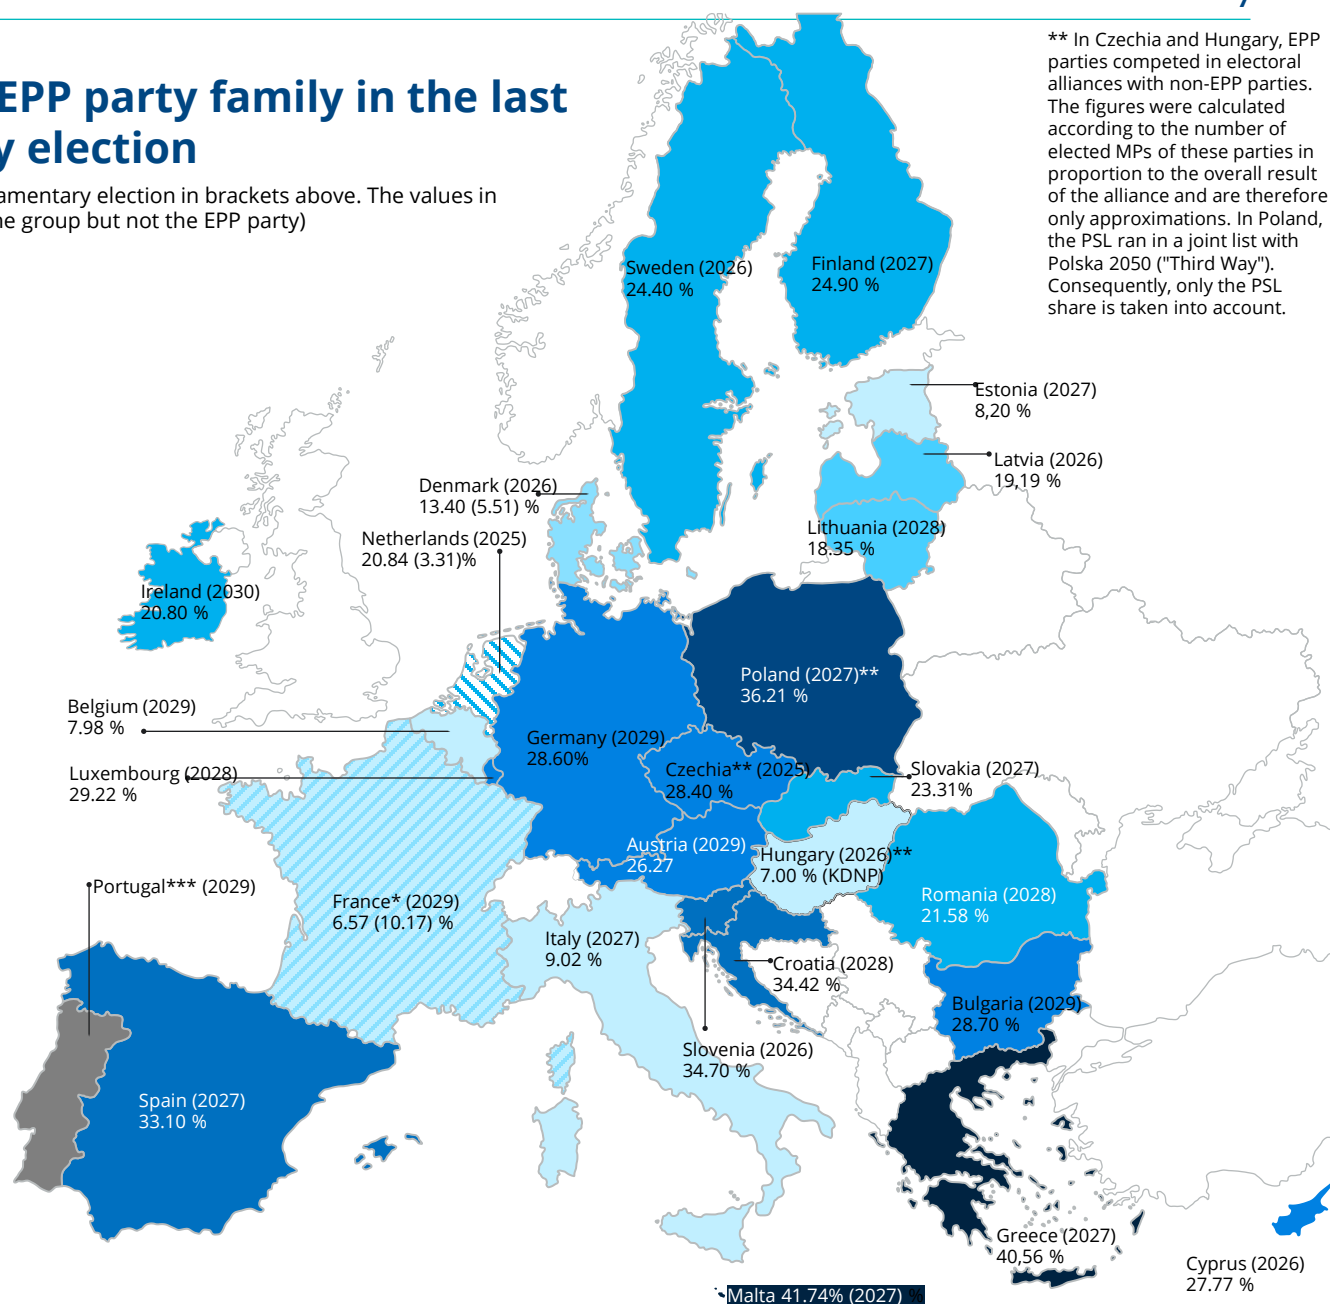 EPP party family in the last
y election
amentary election in brackets above. The values in
ne group but not the EPP party)
** In Czechia and Hungary, EPP
parties competed in electoral
alliances with non-EPP parties.
The figures were calculated
according to the number of
elected MPs of these parties in
proportion to the overall result
of the alliance and are therefore
only approximations. In Poland,
the PSL ran in a joint list with
Polska 2050 ("Third Way").
Consequently, only the PSL
share is taken into account.
Sweden (2026)
24.40 %
Finland (2027)
24.90 %
Estonia (2027)
8,20 %
Latvia (2026)
19,19 %
Denmark (2026)
13.40 (5.51) %
Lithuania (2028)
18.35 %
Netherlands (2025)
20.84 (3.31)%
Ireland (2030)
20.80 %
Poland (2027)**
36.21 %
Belgium (2029)
7.98 %
Germany (2029)
28.60%
Czechia** (2025)
28.40 %
Slovakia (2027)
23.31%
Luxembourg (2028)
29.22 %
Austria (2029)
26.27
Hungary (2026)**
7.00 % (KDNP)
Portugal*** (2029)
France* (2029)
6.57 (10.17) %
Romania (2028)
21.58 %
Italy (2027)
9.02 %
Croatia (2028)
34.42 %
Bulgaria (2029)
28.70 %
Slovenia (2026)
34.70 %
Spain (2027)
33.10 %
Greece (2027)
40,56 %
Cyprus (2026)
27.77 %
Malta 41.74% (2027) %